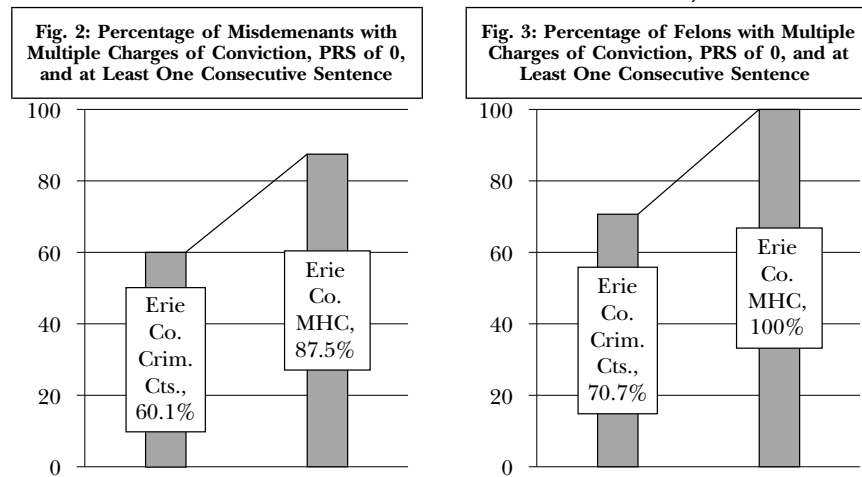 Fig. 2: Percentage of Misdemenants with
Multiple Charges of Conviction, PRS of 0,
and at Least One Consecutive Sentence
100
80
60
40
20
0
Erie
Co.
Crim.
Cts.,
60.1%
Erie
Co.
MHC,
87.5%
Fig. 3: Percentage of Felons with Multiple
Charges of Conviction, PRS of 0, and at
Least One Consecutive Sentence
100
80
60
40
20
0
Erie
Co.
Crim.
Cts.,
70.7%
Erie
Co.
MHC,
100%